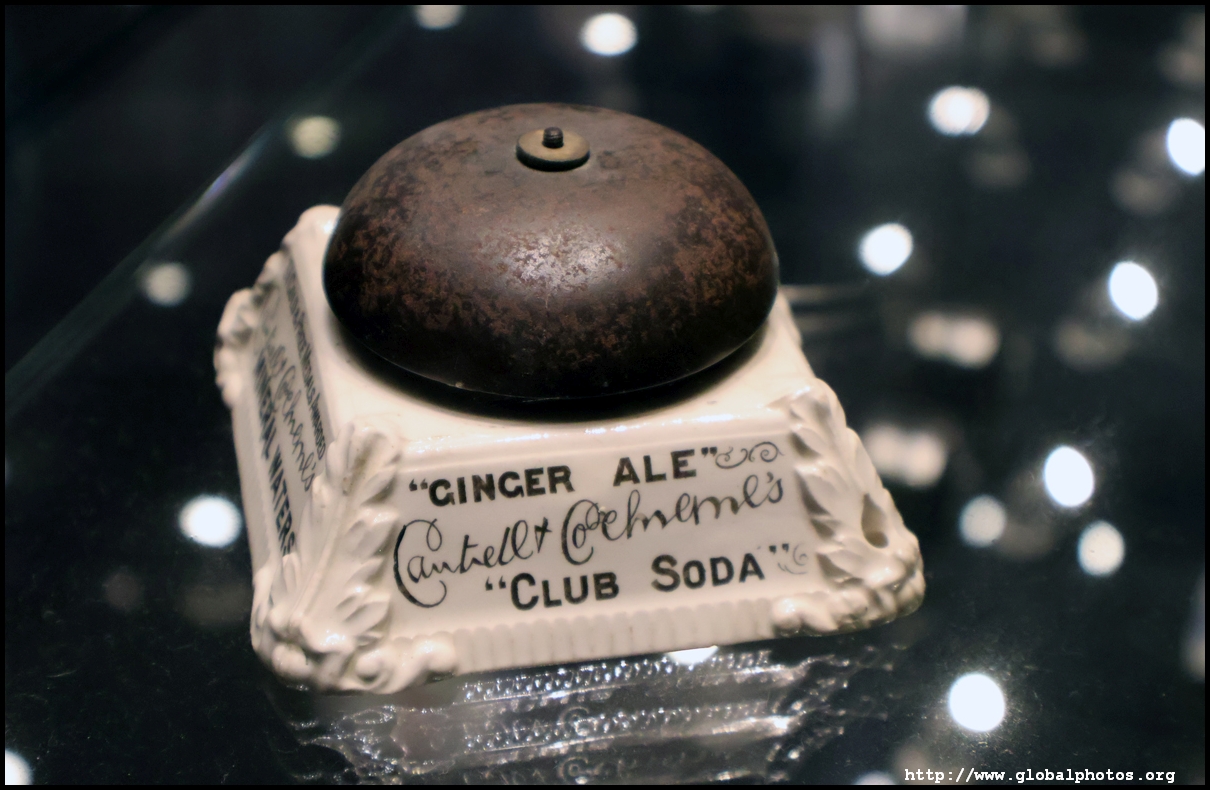 “GINGER ALE”
Cantrell & Cochrane's
“CLUB SODA”
MINERAL WATERS
http://www.globalphotos.org